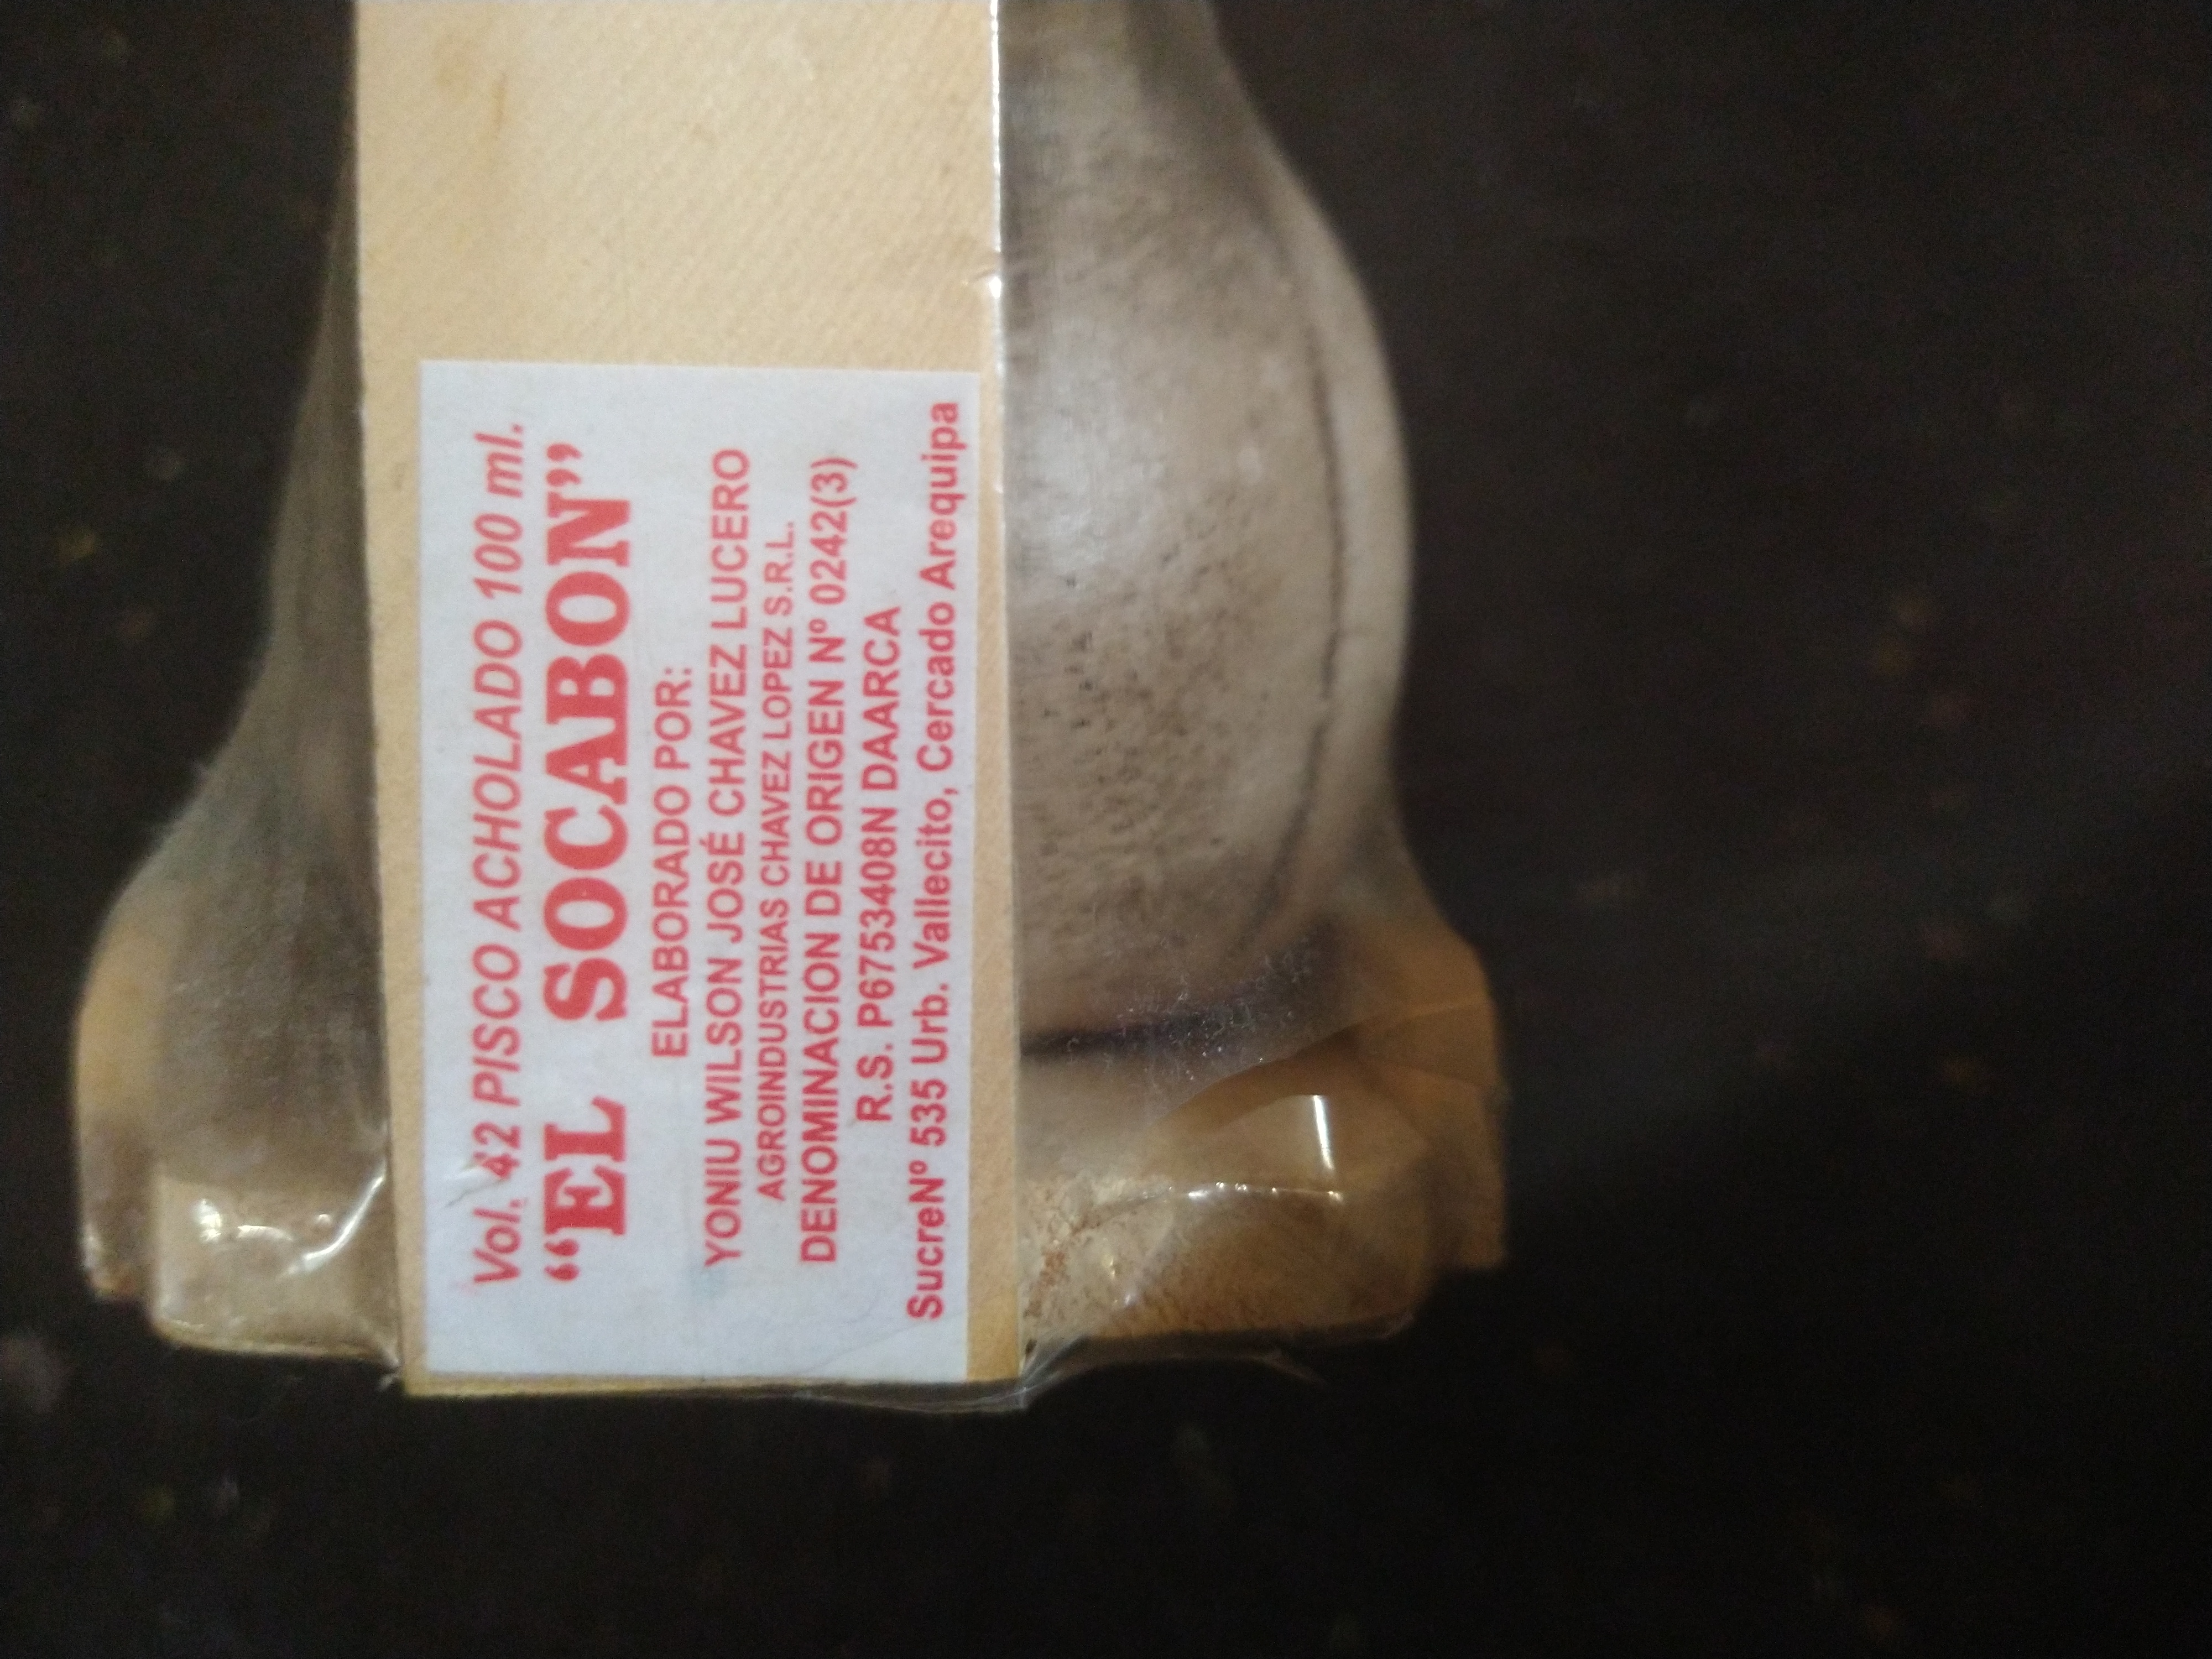 Vol. 42 PISCO ACHOLADO 100 ml.
“EL SOCABON”
ELABORADO POR:
YONIU WILSON JOSÉ CHAVEZ LUCERO
AGROINDUSTRIAS CHAVEZ LOPEZ S.R.L.
DENOMINACION DE ORIGEN Nº 0242(3)
R.S. P6753408N DAARCA
SucreNº 535 Urb. Vallecito, Cercado Arequipa